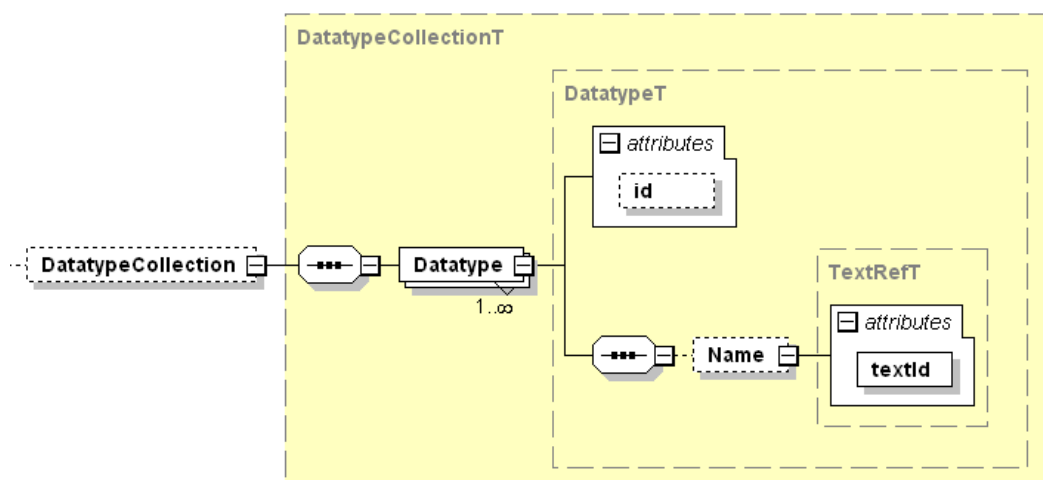 DatatypeCollectionT
DatatypeT
attributes
id
DatatypeCollection
Datatype
1..∞
TextRefT
attributes
Name
textId